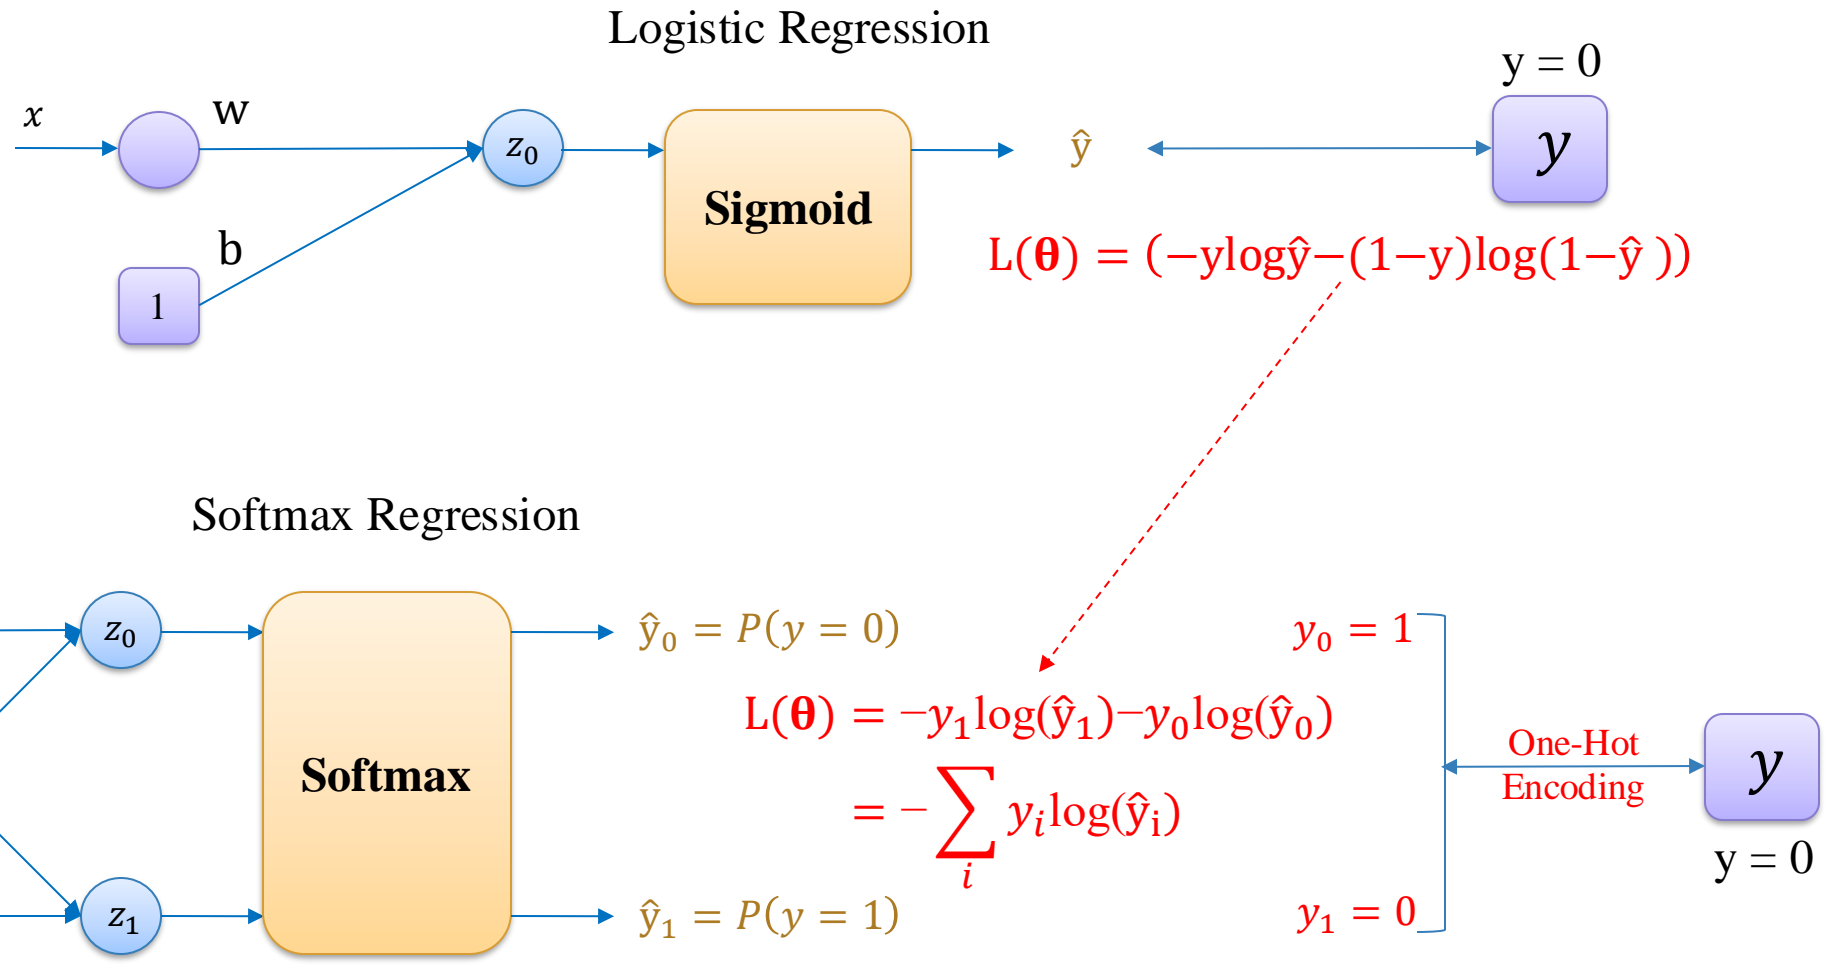 Logistic Regression
y = 0
x
w
z₀
ŷ
y
Sigmoid
b
L(𝛉) = (−ylogŷ−(1−y)log(1−ŷ ))
1
Softmax Regression
z₀
ŷ₀ = P(y = 0)
y₀ = 1
L(𝛉) = −y₁log(ŷ₁)−y₀log(ŷ₀)
One-Hot
Encoding
y
Softmax
= − ∑ᵢ yᵢlog(ŷᵢ)
y = 0
z₁
ŷ₁ = P(y = 1)
y₁ = 0